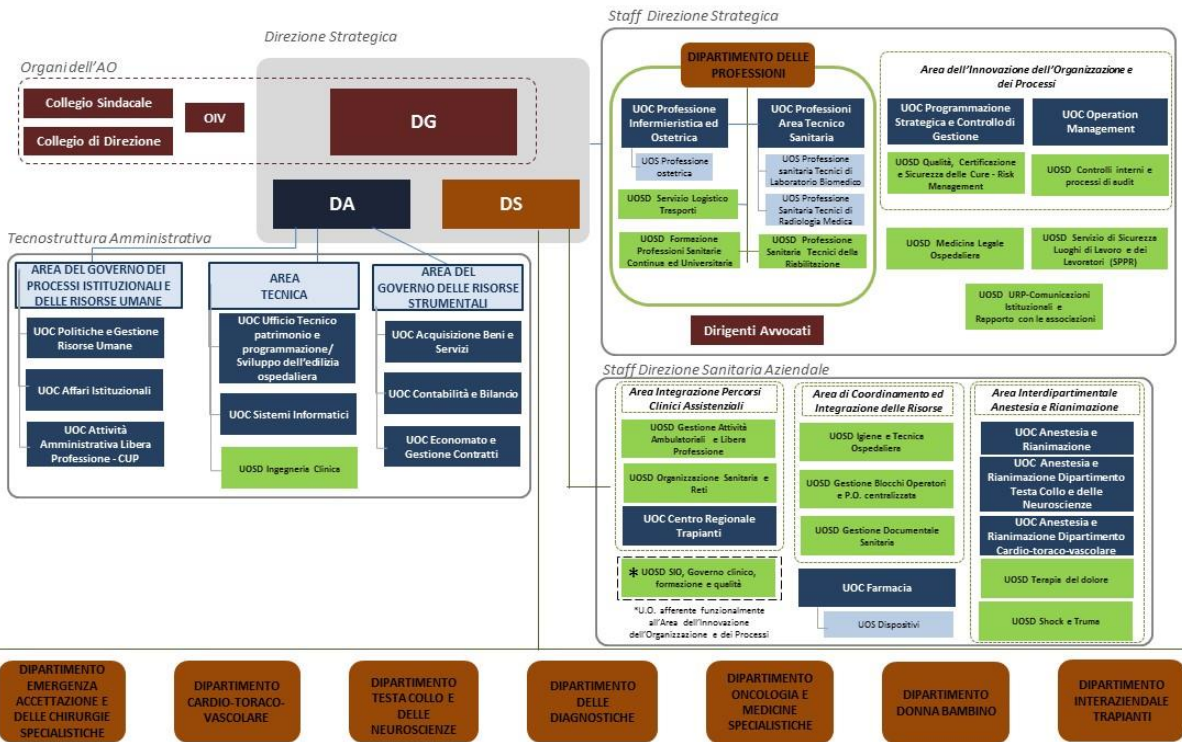 Staff Direzione Strategica
Direzione Strategica
Organi dell'AO
Collegio Sindacale
Collegio di Direzione
OIV
DG
DA
DS
DIPARTIMENTO DELLE
PROFESSIONI
UOC Professione
Infermieristica ed
Ostetrica
UOS Professione
ostetrica
UOSD Servizio Logistico
Trasporti
UOSD Formazione
Professioni Sanitarie
Continua ed Universitaria
UOC Professioni
Area Tecnico
Sanitaria
UOS Professione
sanitaria Tecnici di
Laboratorio Biomedico
UOS Professione
Sanitaria Tecnici di
Radiologia Medica
UOSD Professione
Sanitaria Tecnici della
Riabilitazione
Area dell'Innovazione dell'Organizzazione e
dei Processi
UOC Programmazione
Strategica e Controllo di
Gestione
UOC Operation
Management
UOSD Qualità, Certificazione
e Sicurezza delle Cure - Risk
Management
UOSD Controlli interni e
processi di audit
UOSD Medicina Legale
Ospedaliera
UOSD Servizio di Sicurezza
Luoghi di Lavoro e dei
Lavoratori (SPPR)
UOSD URP-Comunicazioni
Istituzionali e
Rapporto con le associazioni
Dirigenti Avvocati
Tecnostruttura Amministrativa
AREA DEL GOVERNO DEI
PROCESSI ISTITUZIONALI E
DELLE RISORSE UMANE
UOC Politiche e Gestione
Risorse Umane
UOC Affari Istituzionali
UOC Attività
Amministrativa Libera
Professione - CUP
AREA
TECNICA
UOC Ufficio Tecnico
patrimonio e
programmazione/
Sviluppo dell'edilizia
ospedaliera
UOC Sistemi Informatici
UOSD Ingegneria Clinica
AREA DEL
GOVERNO DELLE RISORSE
STRUMENTALI
UOC Acquisizione Beni e
Servizi
UOC Contabilità e Bilancio
UOC Economato e
Gestione Contratti
Staff Direzione Sanitaria Aziendale
Area Integrazione Percorsi
Clinici Assistenziali
UOSD Gestione Attività
Ambulatoriali e Libera
Professione
UOSD Organizzazione Sanitaria e
Reti
UOC Centro Regionale
Trapianti
* UOSD SIO, Governo clinico,
formazione e qualità
*U.O. afferente funzionalmente
all'Area dell'Innovazione
dell'Organizzazione e dei Processi
Area di Coordinamento ed
Integrazione delle Risorse
UOSD Igiene e Tecnica
Ospedaliera
UOSD Gestione Blocchi Operatori
e P.O. centralizzata
UOSD Gestione Documentale
Sanitaria
UOC Farmacia
UOS Dispositivi
Area Interdipartimentale
Anestesia e Rianimazione
UOC Anestesia e
Rianimazione
UOC Anestesia e
Rianimazione Dipartimento
Testa Collo e delle
Neuroscienze
UOC Anestesia e
Rianimazione Dipartimento
Cardio-toraco-vascolare
UOSD Terapia del dolore
UOSD Shock e Truma
DIPARTIMENTO
EMERGENZA
ACCETTAZIONE E
DELLE CHIRURGIE
SPECIALISTICHE
DIPARTIMENTO
CARDIO-TORACO-
VASCOLARE
DIPARTIMENTO
TESTA COLLO E
DELLE
NEUROSCIENZE
DIPARTIMENTO
DELLE
DIAGNOSTICHE
DIPARTIMENTO
ONCOLOGIA E
MEDICINE
SPECIALISTICHE
DIPARTIMENTO
DONNA BAMBINO
DIPARTIMENTO
INTERAZIENDALE
TRAPIANTI